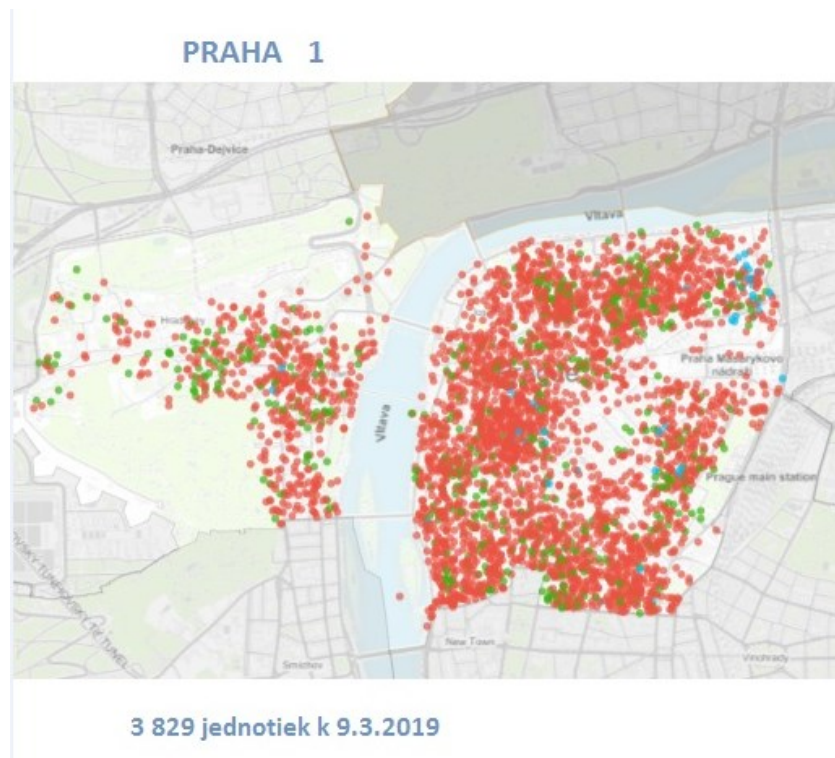 PRAHA 1
Praha-Dejvice
Vltava
Praha Masarykovo
nádraží
Vltava
Prague main station
New Town
Smíchov
Vinohrady
3 829 jednotiek k 9.3.2019